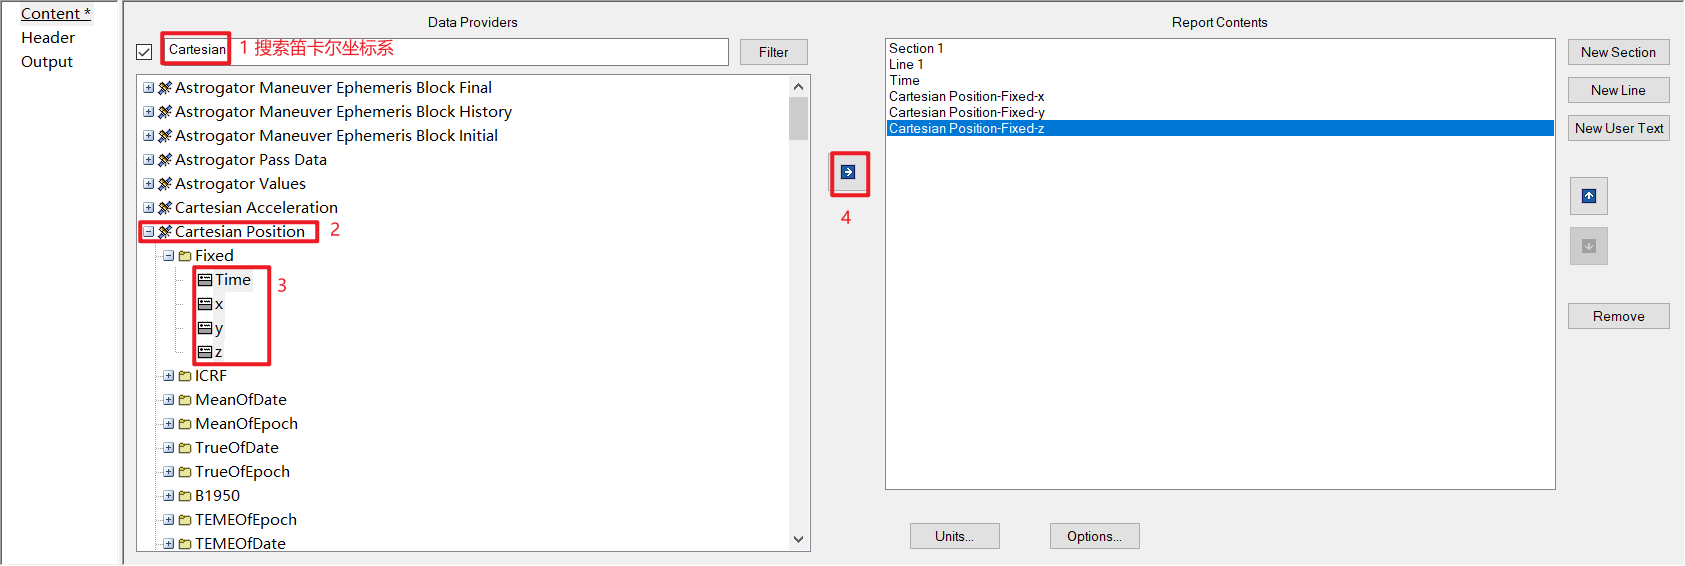 Content *
Header
Output
Data Providers
Cartesian
1 搜索笛卡尔坐标系
Filter
Astrogator Maneuver Ephemeris Block Final
Astrogator Maneuver Ephemeris Block History
Astrogator Maneuver Ephemeris Block Initial
Astrogator Pass Data
Astrogator Values
Cartesian Acceleration
Cartesian Position
2
Fixed
Time
x
y
z
3
ICRF
MeanOfDate
MeanOfEpoch
TrueOfDate
TrueOfEpoch
B1950
TEMEOfEpoch
TEMEOfDate
4
Report Contents
Section 1
Line 1
Time
Cartesian Position-Fixed-x
Cartesian Position-Fixed-y
Cartesian Position-Fixed-z
Units...
Options...
New Section
New Line
New User Text
Remove